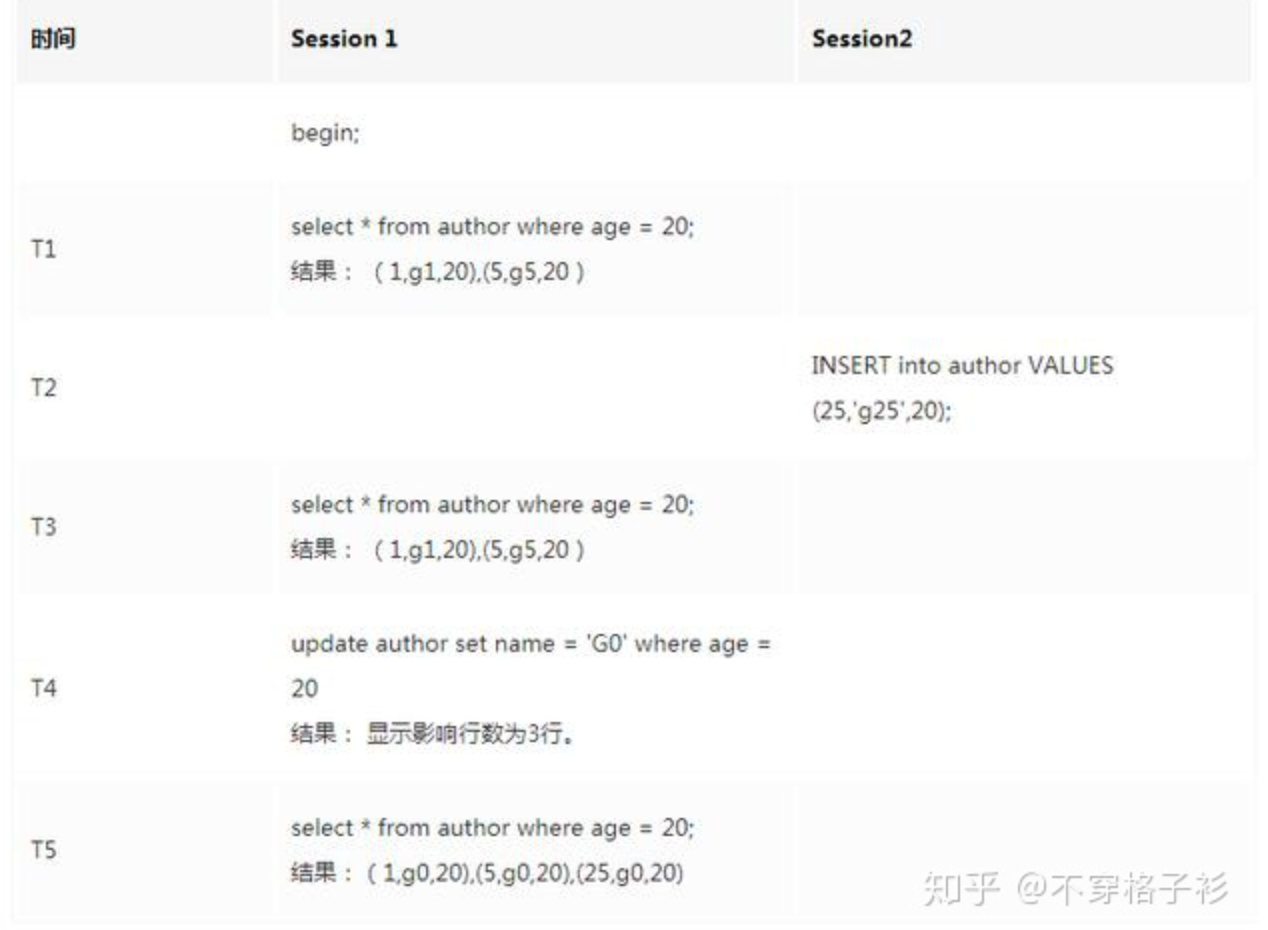 时间 Session 1 Session2
begin;
T1
select * from author where age = 20;
结果： （ 1,g1,20),(5,g5,20 ）
T2
INSERT into author VALUES
(25,'g25',20);
T3
select * from author where age = 20;
结果： （ 1,g1,20),(5,g5,20 ）
T4
update author set name = 'G0' where age =
20
结果： 显示影响行数为3行。
T5
select * from author where age = 20;
结果：( 1,g0,20),(5,g0,20),(25,g0,20)
知乎 @不穿格子衫